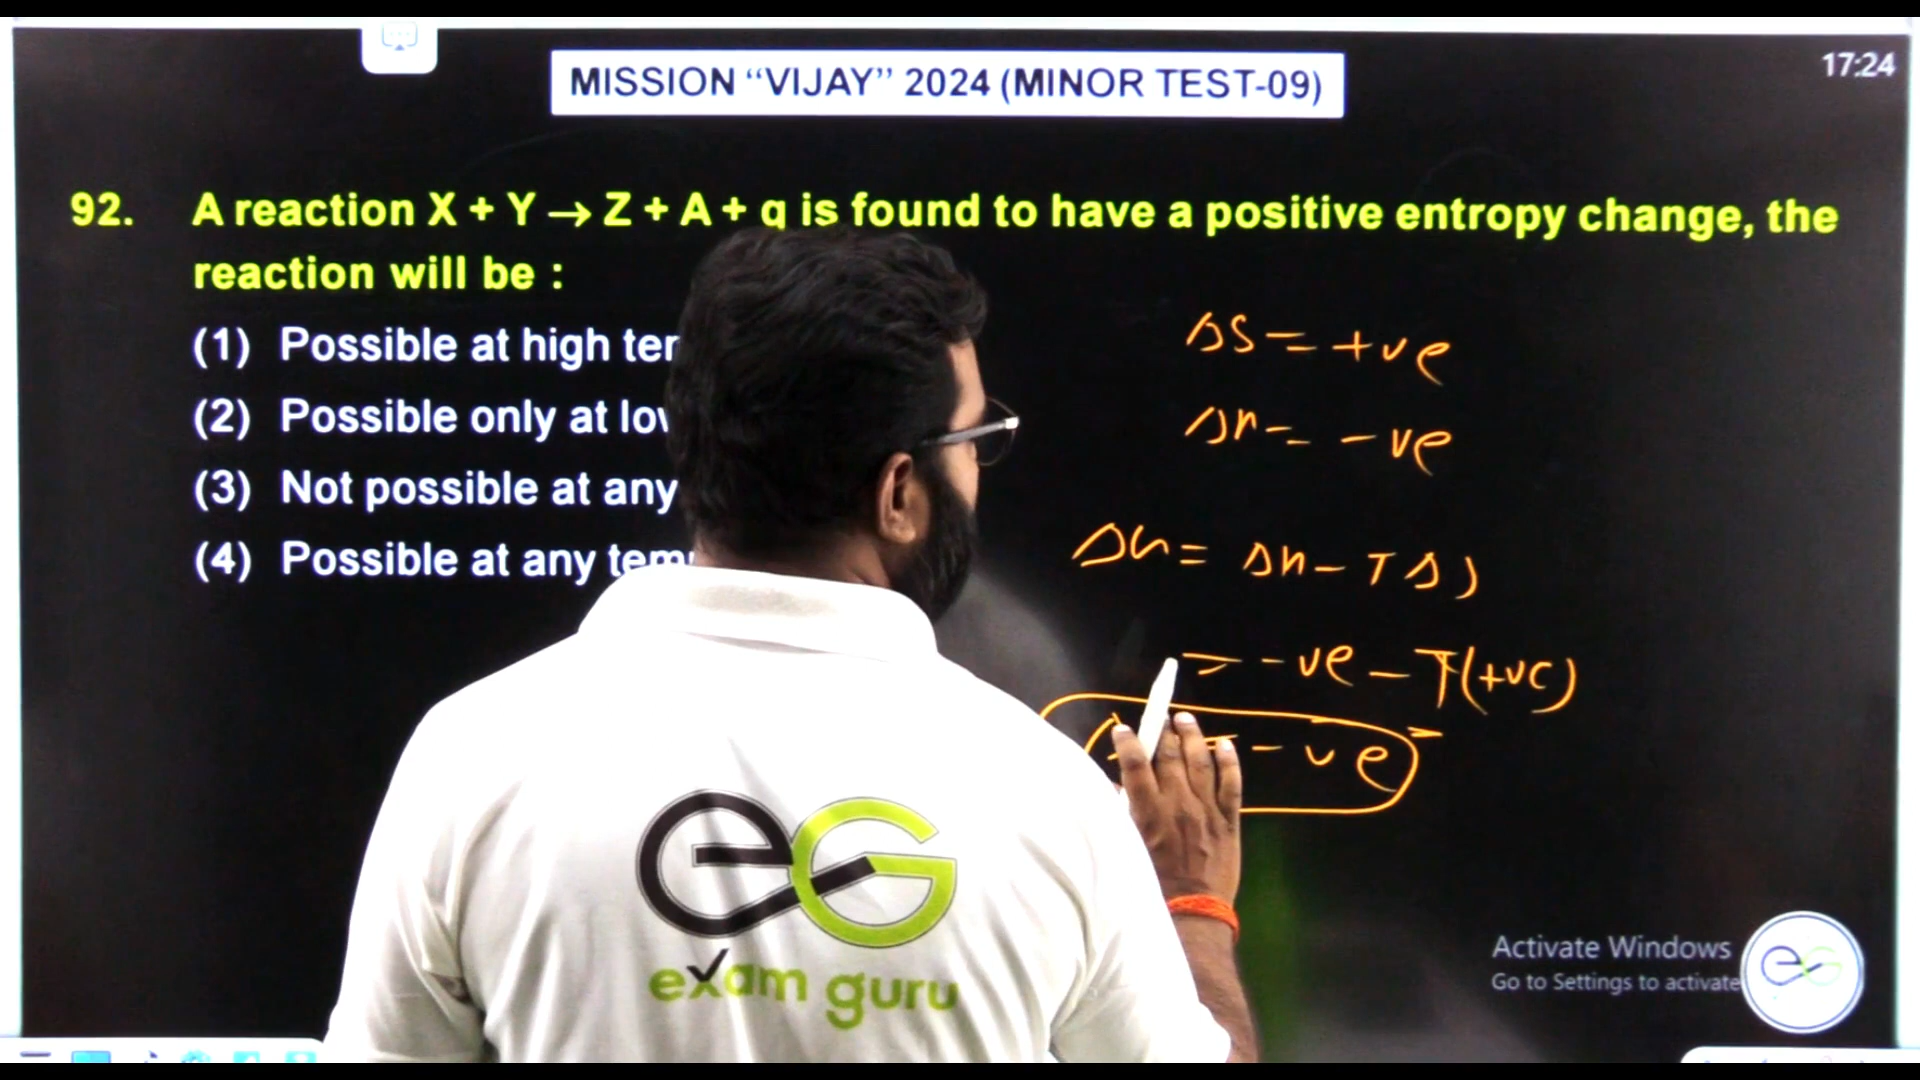 17:24
MISSION “VIJAY” 2024 (MINOR TEST-09)
92. A reaction X + Y → Z + A + q is found to have a positive entropy change, the
reaction will be :
(1) Possible at high
(2) Possible only at
(3) Not possible at any
(4) Possible at any
ΔS = +ve
ΔH = -ve
ΔG = ΔH - TΔS
= -ve - T(+ve)
= -ve
eG
exam guru
Activate Windows
Go to Settings to activate
eG